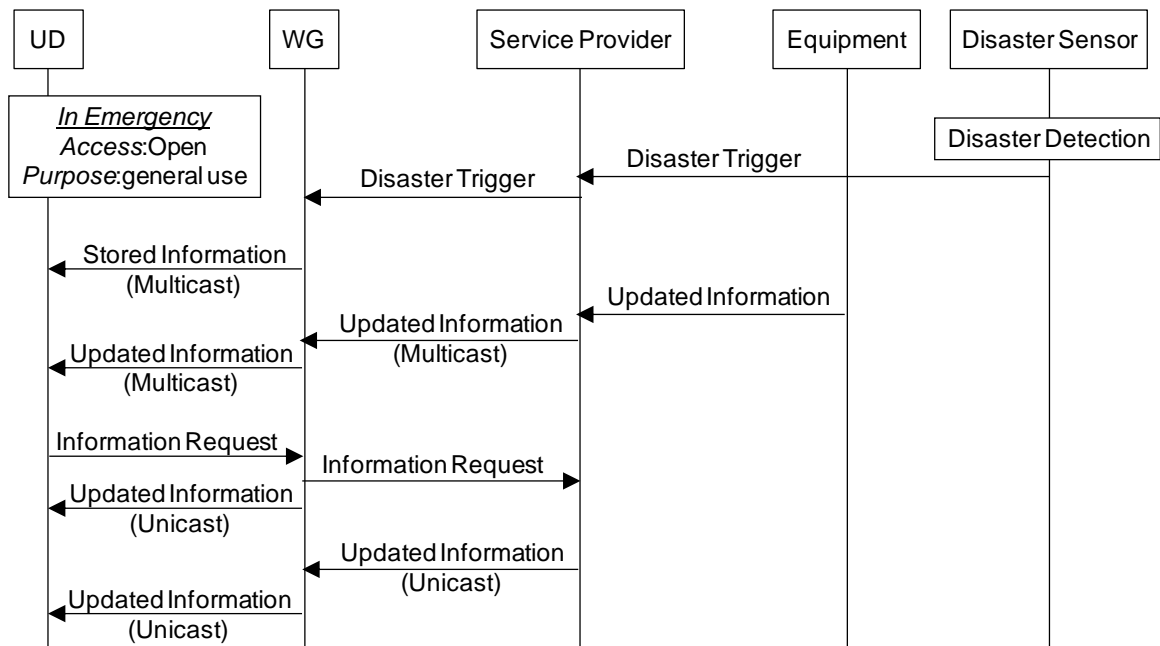 UD
WG
Service Provider
Equipment
Disaster Sensor
In Emergency
Access:Open
Purpose:general use
Disaster Detection
Disaster Trigger
Disaster Trigger
Stored Information
(Multicast)
Updated Information
Updated Information
(Multicast)
Updated Information
(Multicast)
Information Request
Information Request
Updated Information
(Unicast)
Updated Information
(Unicast)
Updated Information
(Unicast)